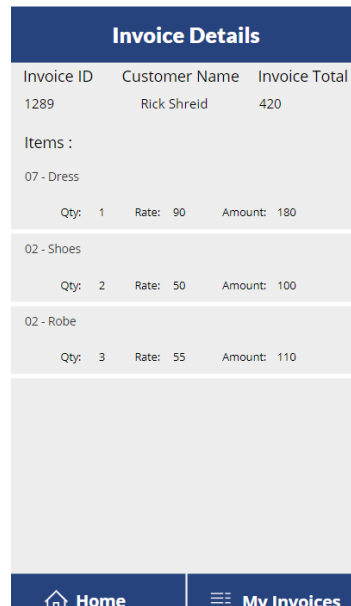 Invoice Details
Invoice ID Customer Name Invoice Total
1289 Rick Shreid 420
Items :
07 - Dress
Qty: 1 Rate: 90 Amount: 180
02 - Shoes
Qty: 2 Rate: 50 Amount: 100
02 - Robe
Qty: 3 Rate: 55 Amount: 110
Home My Invoices